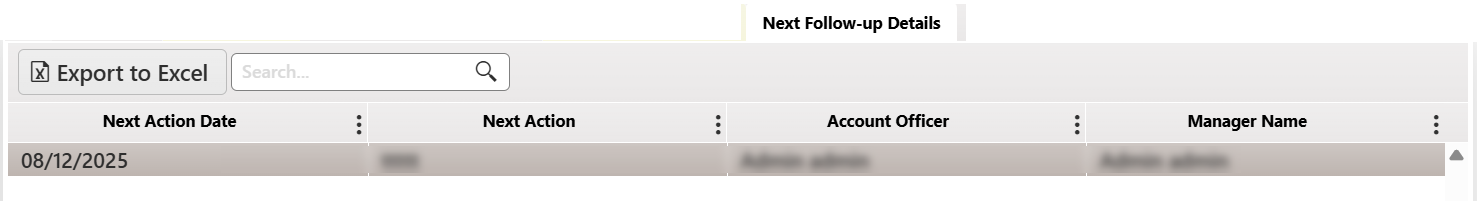 Next Follow-up Details
Export to Excel Search...
Next Action Date Next Action Account Officer Manager Name
08/12/2025